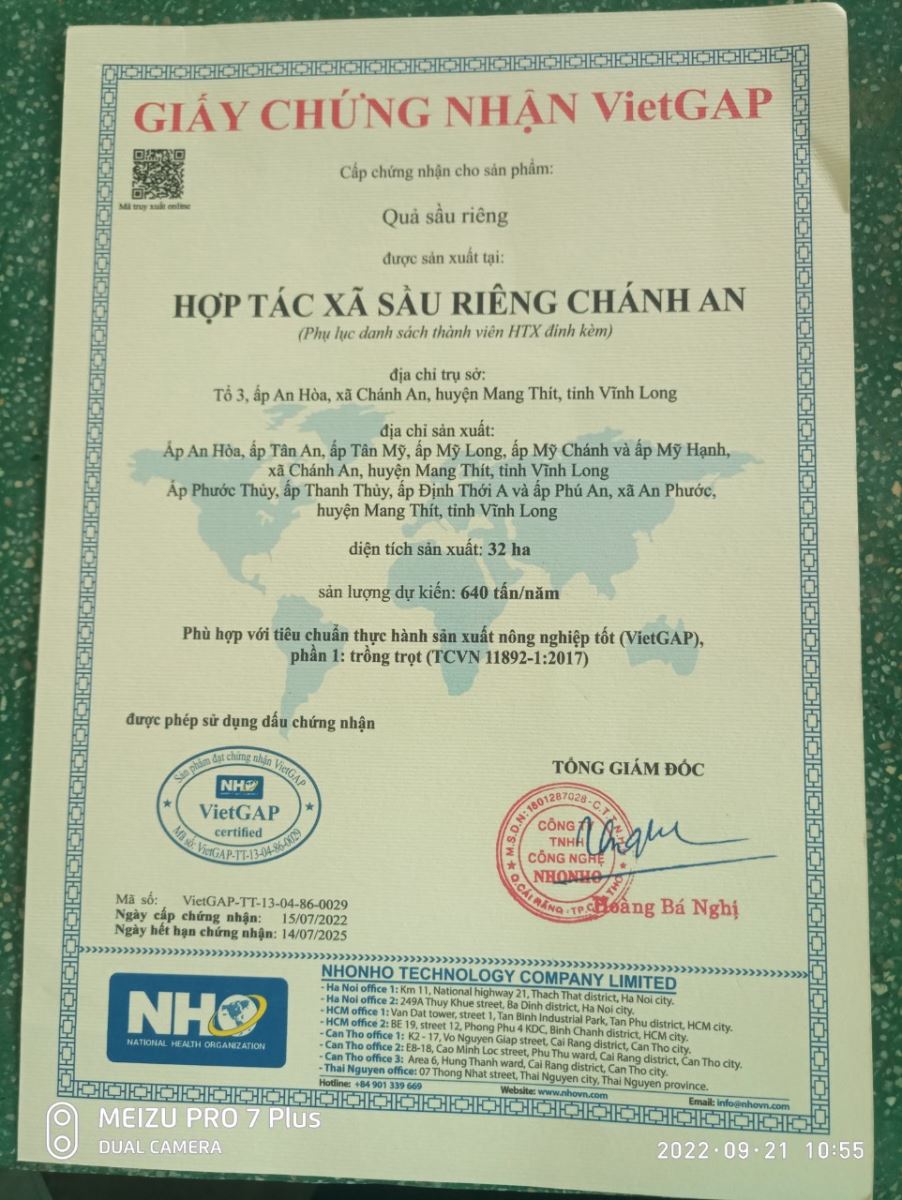 GIẤY CHỨNG NHẬN VietGAP
Mã truy xuất online
Cấp chứng nhận cho sản phẩm:
Quả sầu riêng
được sản xuất tại:
HỢP TÁC XÃ SẦU RIÊNG CHÁNH AN
(Phụ lục danh sách thành viên HTX đính kèm)
địa chỉ trụ sở:
Tổ 3, ấp An Hòa, xã Chánh An, huyện Mang Thít, tỉnh Vĩnh Long
địa chỉ sản xuất:
Ấp An Hòa, ấp Tân An, ấp Tân Mỹ, ấp Mỹ Long, ấp Mỹ Chánh và ấp Mỹ Hạnh,
xã Chánh An, huyện Mang Thít, tỉnh Vĩnh Long
Ấp Phước Thủy, ấp Thanh Thủy, ấp Định Thới A và ấp Phú An, xã An Phước,
huyện Mang Thít, tỉnh Vĩnh Long
diện tích sản xuất: 32 ha
sản lượng dự kiến: 640 tấn/năm
Phù hợp với tiêu chuẩn thực hành sản xuất nông nghiệp tốt (VietGAP),
phần 1: trồng trọt (TCVN 11892-1:2017)
được phép sử dụng dấu chứng nhận
Sản phẩm đạt chứng nhận VietGAP
NHO
VietGAP
certified
Mã số: VietGAP-TT-13-04-86-0029
TỔNG GIÁM ĐỐC
M.S.D.N: 1801287028-C.T.T.N.H.H
CÔNG TY
TNHH
CÔNG NGHỆ
NHONHO
Q.CÁI RĂNG-TP.CẦN THƠ
Hoàng Bá Nghị
Mã số: VietGAP-TT-13-04-86-0029
Ngày cấp chứng nhận: 15/07/2022
Ngày hết hạn chứng nhận: 14/07/2025
NHO
NATIONAL HEALTH ORGANIZATION
NHONHO TECHNOLOGY COMPANY LIMITED
- Ha Noi office 1: Km 11, National highway 21, Thach That district, Ha Noi city.
- Ha Noi office 2: 249A Thuy Khue street, Ba Dinh district, Ha Noi city.
- HCM office 1: Van Dat tower, street 1, Tan Binh Industrial Park, Tan Phu district, HCM city.
- HCM office 2: BE 19, street 12, Phong Phu 4 KDC, Binh Chanh district, HCM city.
- Can Tho office 1: K2 - 17, Vo Nguyen Giap street, Cai Rang district, Can Tho city.
- Can Tho office 2: E8-18, Cao Minh Loc street, Phu Thu ward, Cai Rang district, Can Tho city.
- Can Tho office 3: Area 6, Hung Thanh ward, Cai Rang district, Can Tho city.
- Thai Nguyen office: 07 Thong Nhat street, Thai Nguyen city, Thai Nguyen province.
Hotline: +84 901 339 669 Website: www.nhovn.com Email: info@nhovn.com
MEIZU PRO 7 Plus
DUAL CAMERA
2022·09·21 10:55